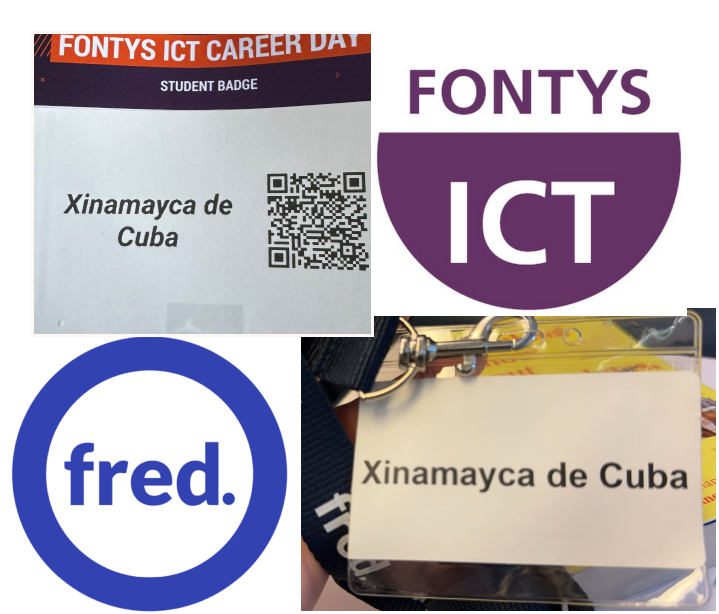 FONTYS ICT CAREER DAY
STUDENT BADGE
Xinamayca de
Cuba
FONTYS
ICT
fred.
Xinamayca de Cuba
fred